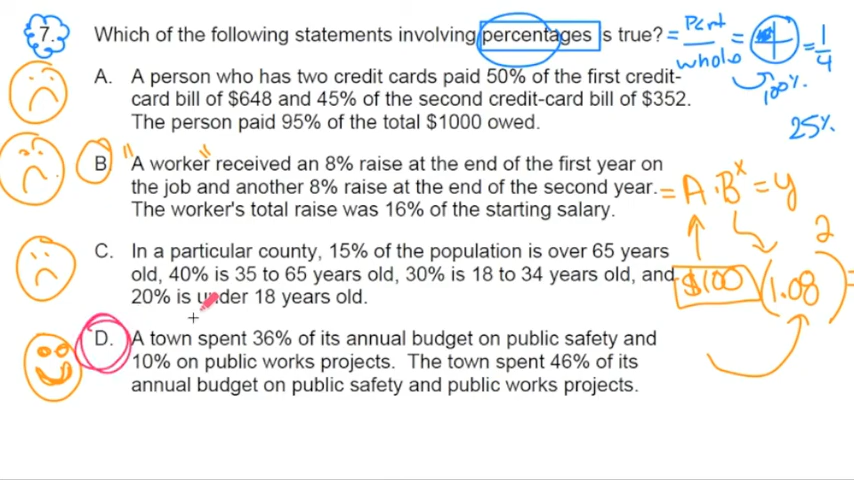 7. Which of the following statements involving percentages is true? = Part / whole = = 1/4
100%
25%
A. A person who has two credit cards paid 50% of the first credit-
card bill of $648 and 45% of the second credit-card bill of $352.
The person paid 95% of the total $1000 owed.
B " A worker received an 8% raise at the end of the first year on
the job and another 8% raise at the end of the second year.
The worker's total raise was 16% of the starting salary.
= A · B^x = y
$100 (1.08)^2 =
C. In a particular county, 15% of the population is over 65 years
old, 40% is 35 to 65 years old, 30% is 18 to 34 years old, and
20% is under 18 years old.
D. A town spent 36% of its annual budget on public safety and
10% on public works projects. The town spent 46% of its
annual budget on public safety and public works projects.